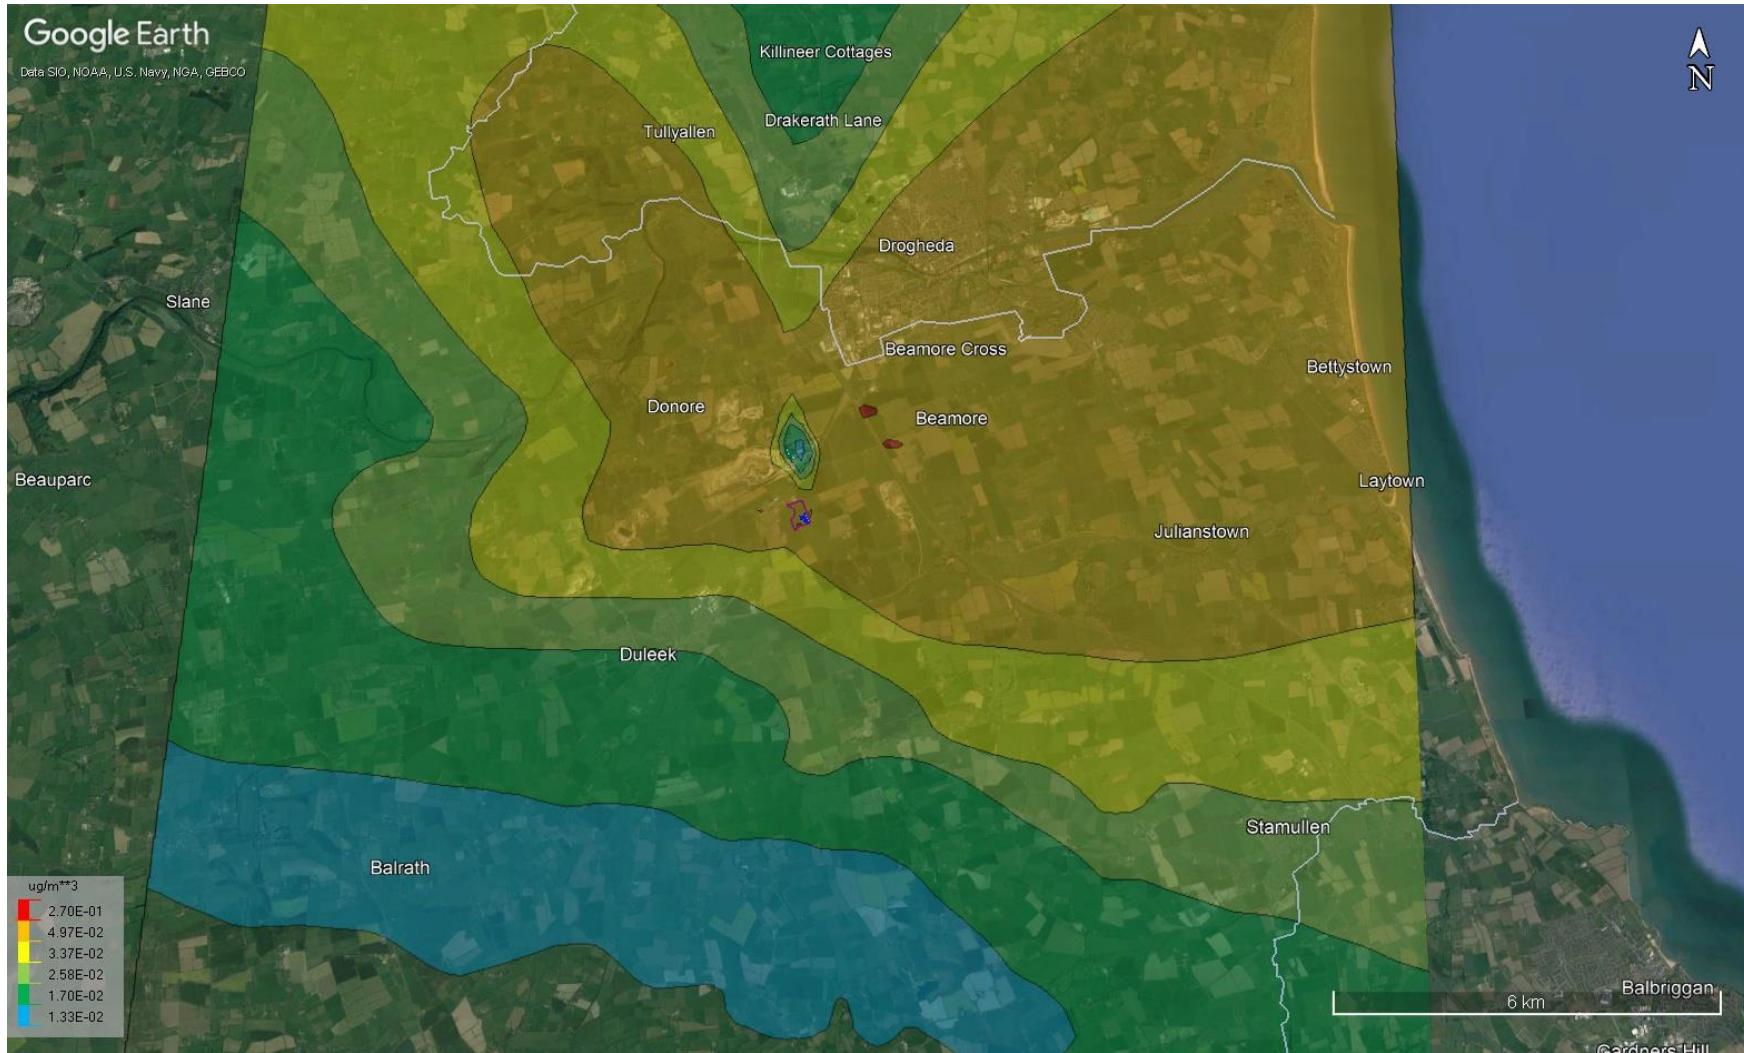 Google Earth
Data SIO, NOAA, U.S. Navy, NGA, GEBCO
N
Killineer Cottages
Drakerath Lane
Tullyallen
Drogheda
Slane
Beamore Cross
Bettystown
Donore
Beamore
Beauparc
Laytown
Julianstown
Duleek
Stamullen
Balrath
ug/m**3
2.70E-01
4.97E-02
3.37E-02
2.58E-02
1.70E-02
1.33E-02
6 km
Balbriggan
Gardners Hill